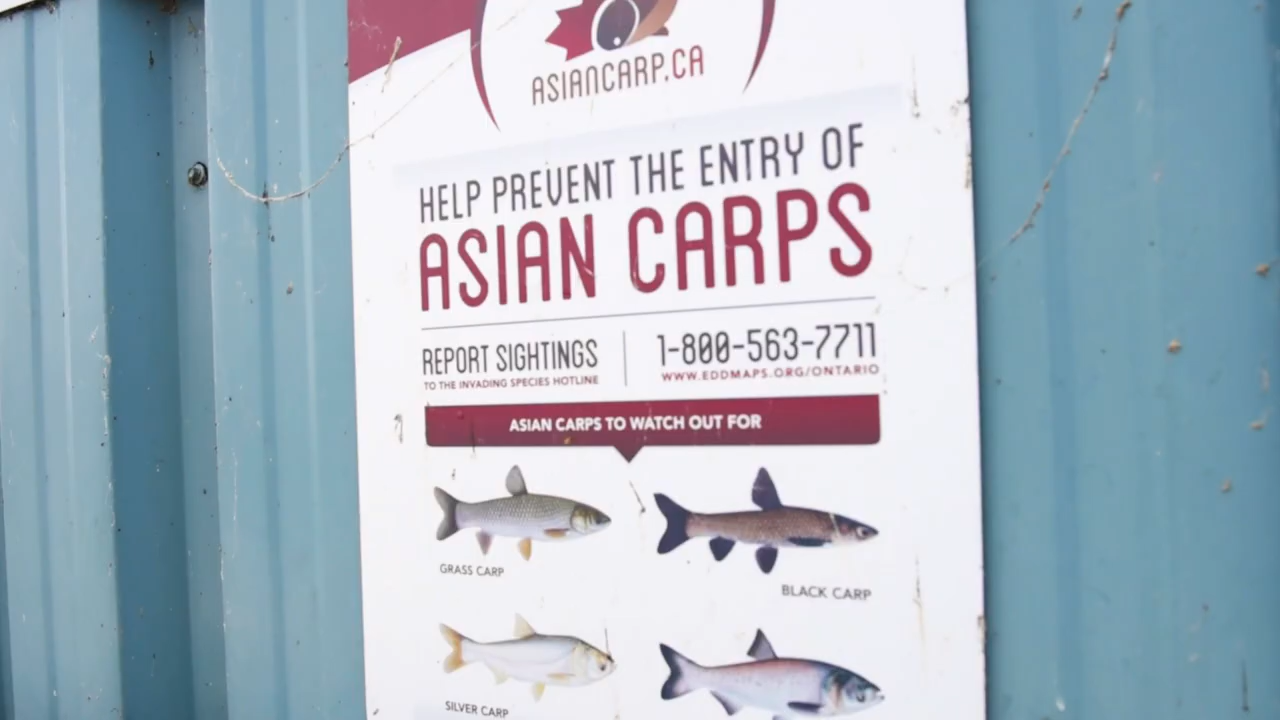 ASIANCARP.CA
HELP PREVENT THE ENTRY OF
ASIAN CARPS
REPORT SIGHTINGS
TO THE INVADING SPECIES HOTLINE
1-800-563-7711
WWW.EDDMAPS.ORG/ONTARIO
ASIAN CARPS TO WATCH OUT FOR
GRASS CARP
BLACK CARP
SILVER CARP